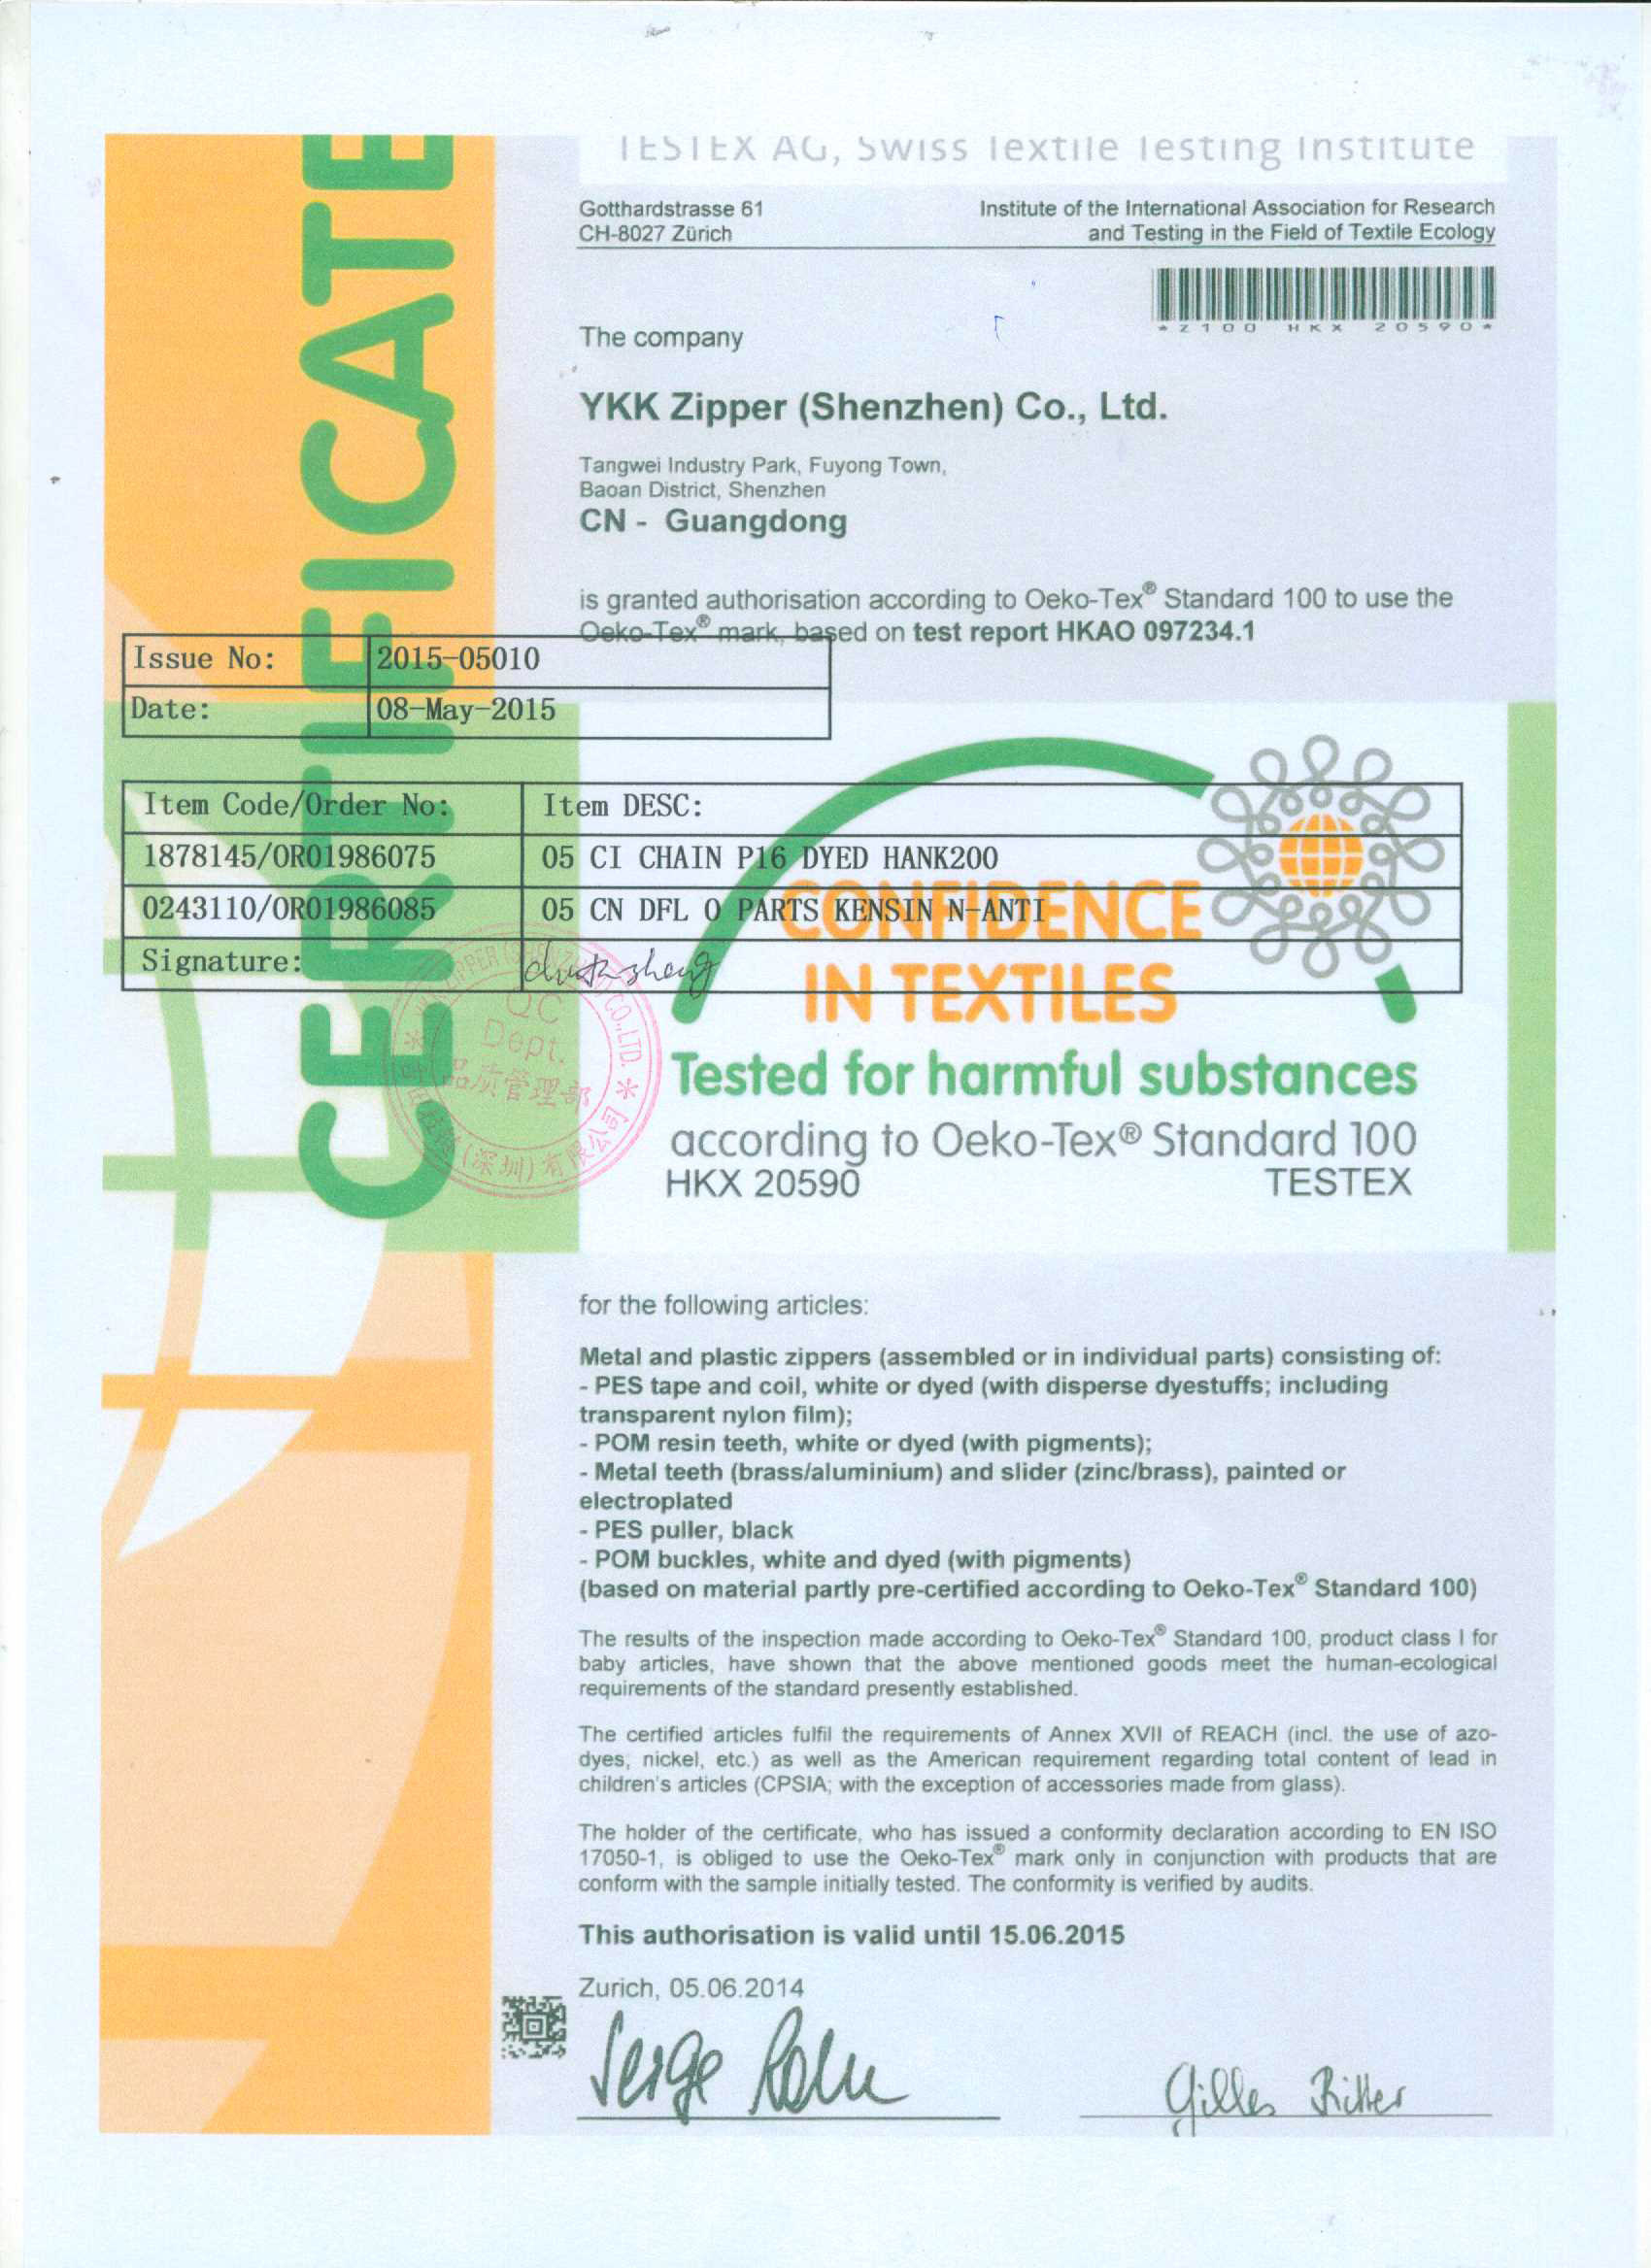 TESTEX AG, Swiss Textile Testing Institute
Gotthardstrasse 61
CH-8027 Zürich
Institute of the International Association for Research
and Testing in the Field of Textile Ecology
*Z100 HKX 20590*
The company
YKK Zipper (Shenzhen) Co., Ltd.
Tangwei Industry Park, Fuyong Town,
Baoan District, Shenzhen
CN - Guangdong
is granted authorisation according to Oeko-Tex® Standard 100 to use the
Oeko-Tex® mark, based on test report HKAO 097234.1
CERTIFICATE
Issue No: 2015-05010
Date: 08-May-2015
Item Code/Order No: Item DESC:
1878145/OR01986075 05 CI CHAIN P16 DYED HANK200
0243110/OR01986085 05 CN DFL O PARTS KENSIN N-ANTI
Signature:
CONFIDENCE
IN TEXTILES
QC
Dept.
品质管理部
CO.,LTD.
(深圳)有限公司
Tested for harmful substances
according to Oeko-Tex® Standard 100
HKX 20590 TESTEX
for the following articles:
Metal and plastic zippers (assembled or in individual parts) consisting of:
- PES tape and coil, white or dyed (with disperse dyestuffs; including
transparent nylon film);
- POM resin teeth, white or dyed (with pigments);
- Metal teeth (brass/aluminium) and slider (zinc/brass), painted or
electroplated
- PES puller, black
- POM buckles, white and dyed (with pigments)
(based on material partly pre-certified according to Oeko-Tex® Standard 100)
The results of the inspection made according to Oeko-Tex® Standard 100, product class I for
baby articles, have shown that the above mentioned goods meet the human-ecological
requirements of the standard presently established.
The certified articles fulfil the requirements of Annex XVII of REACH (incl. the use of azo-
dyes, nickel, etc.) as well as the American requirement regarding total content of lead in
children's articles (CPSIA; with the exception of accessories made from glass).
The holder of the certificate, who has issued a conformity declaration according to EN ISO
17050-1, is obliged to use the Oeko-Tex® mark only in conjunction with products that are
conform with the sample initially tested. The conformity is verified by audits.
This authorisation is valid until 15.06.2015
Zurich, 05.06.2014
Serge
Gilles Ritter